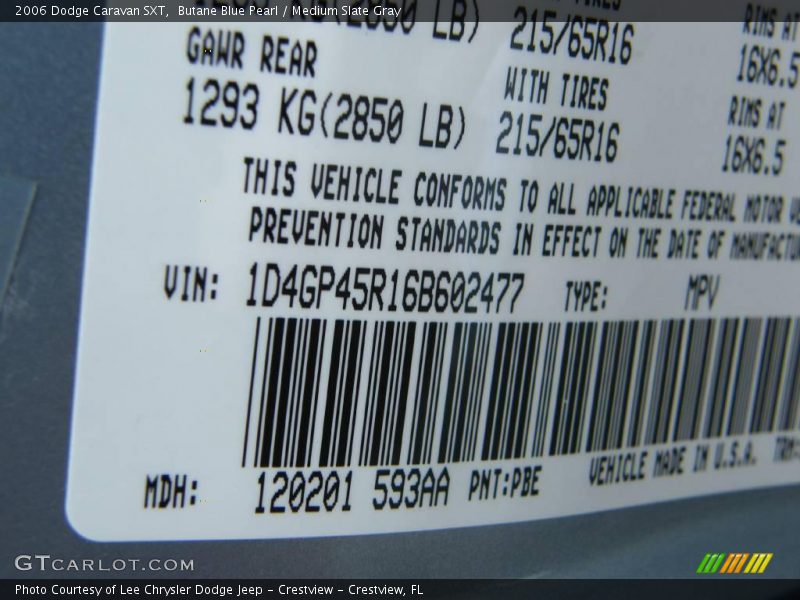 2006 Dodge Caravan SXT,  Butane Blue Pearl / Medium Slate Gray
(2850 LB) 215/65R16 16X6.5
GAWR REAR WITH TIRES RIMS AT
1293 KG(2850 LB) 215/65R16 16X6.5
THIS VEHICLE CONFORMS TO ALL APPLICABLE FEDERAL MOTOR
PREVENTION STANDARDS IN EFFECT ON THE DATE OF
VIN: 1D4GP45R16B602477 TYPE: MPV
MDH: 120201 593AA PNT:PBE VEHICLE MADE IN U.S.A. TRM:
GTCARLOT.COM
Photo Courtesy of Lee Chrysler Dodge Jeep – Crestview – Crestview, FL